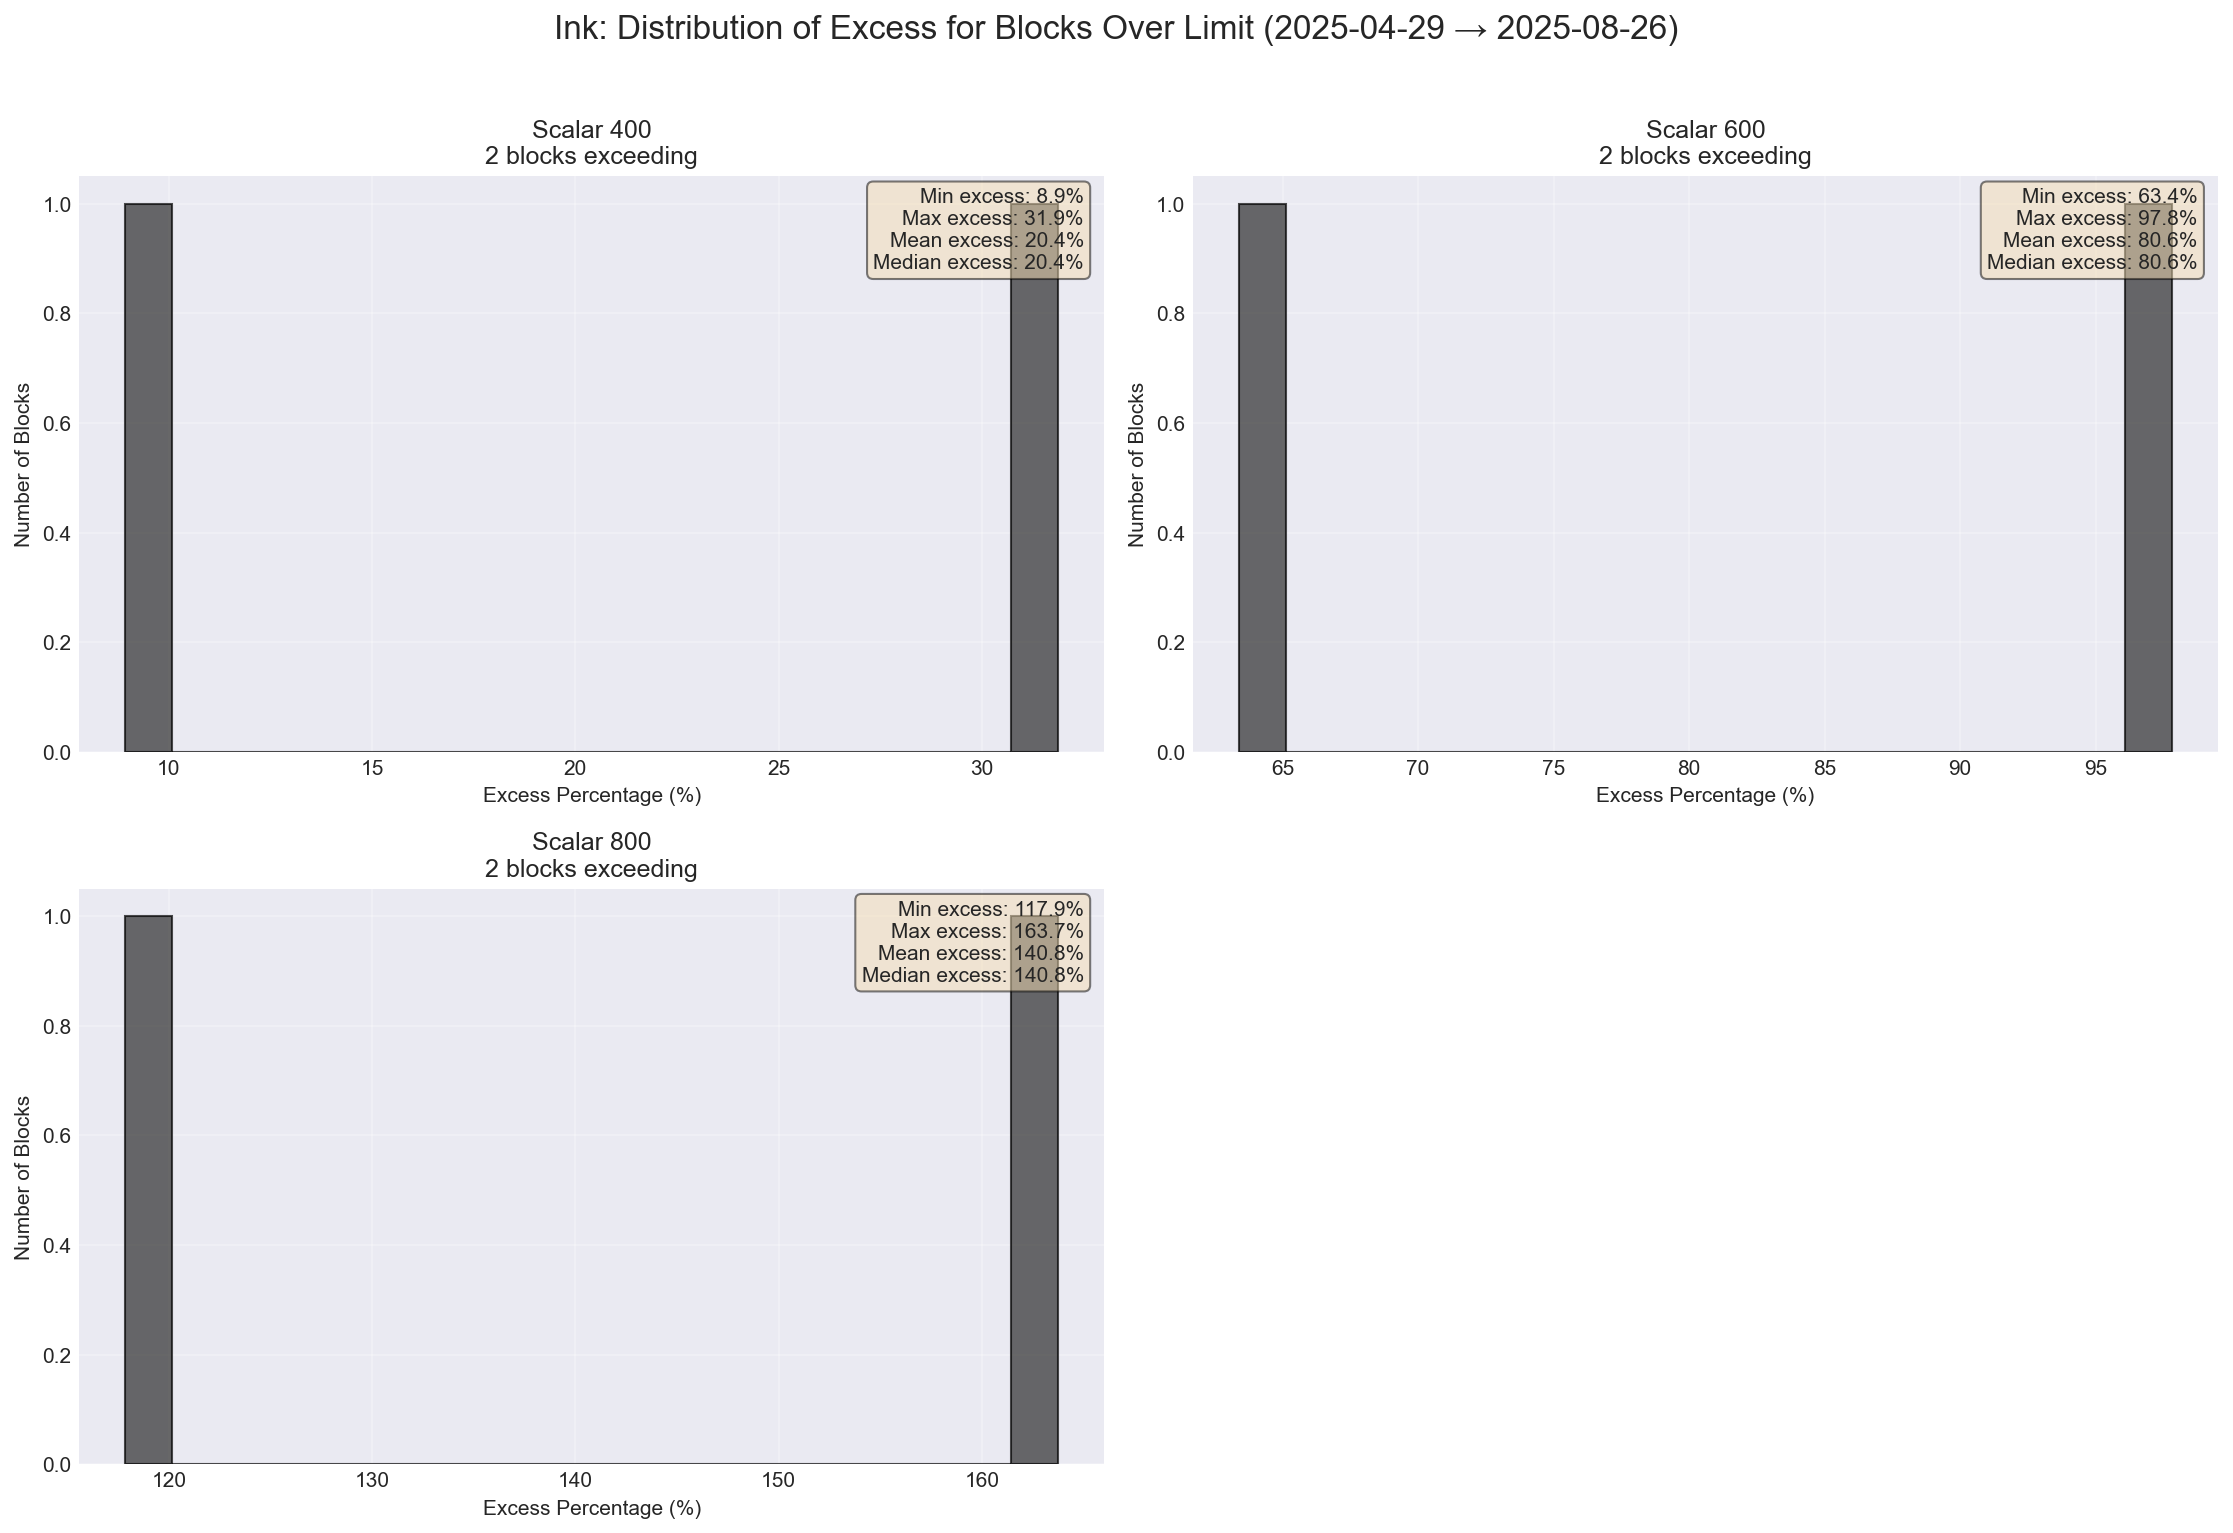 Ink: Distribution of Excess for Blocks Over Limit (2025-04-29 → 2025-08-26)
Scalar 400
2 blocks exceeding
Min excess: 8.9%
Max excess: 31.9%
Mean excess: 20.4%
Median excess: 20.4%
Number of Blocks
1.0
0.8
0.6
0.4
0.2
0.0
10 15 20 25 30
Excess Percentage (%)
Scalar 600
2 blocks exceeding
Min excess: 63.4%
Max excess: 97.8%
Mean excess: 80.6%
Median excess: 80.6%
Number of Blocks
1.0
0.8
0.6
0.4
0.2
0.0
65 70 75 80 85 90 95
Excess Percentage (%)
Scalar 800
2 blocks exceeding
Min excess: 117.9%
Max excess: 163.7%
Mean excess: 140.8%
Median excess: 140.8%
Number of Blocks
1.0
0.8
0.6
0.4
0.2
0.0
120 130 140 150 160
Excess Percentage (%)